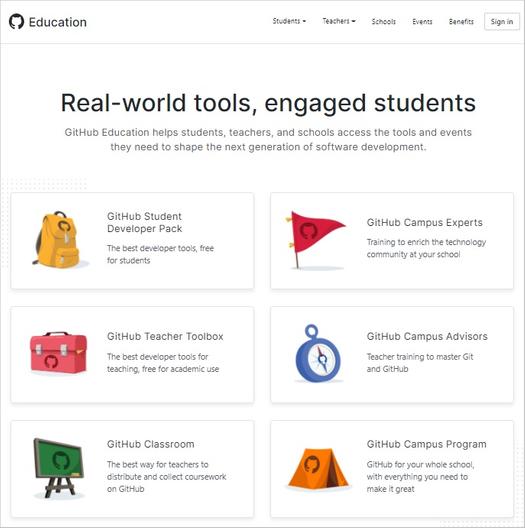 Education
Students
Teachers
Schools
Events
Benefits
Sign in
Real-world tools, engaged students
GitHub Education helps students, teachers, and schools access the tools and events
they need to shape the next generation of software development.
GitHub Student
Developer Pack
The best developer tools, free
for students
GitHub Campus Experts
Training to enrich the technology
community at your school
GitHub Teacher Toolbox
The best developer tools for
teaching, free for academic use
GitHub Campus Advisors
Teacher training to master Git
and GitHub
GitHub Classroom
The best way for teachers to
distribute and collect coursework
on GitHub
GitHub Campus Program
GitHub for your whole school,
with everything you need to
make it great